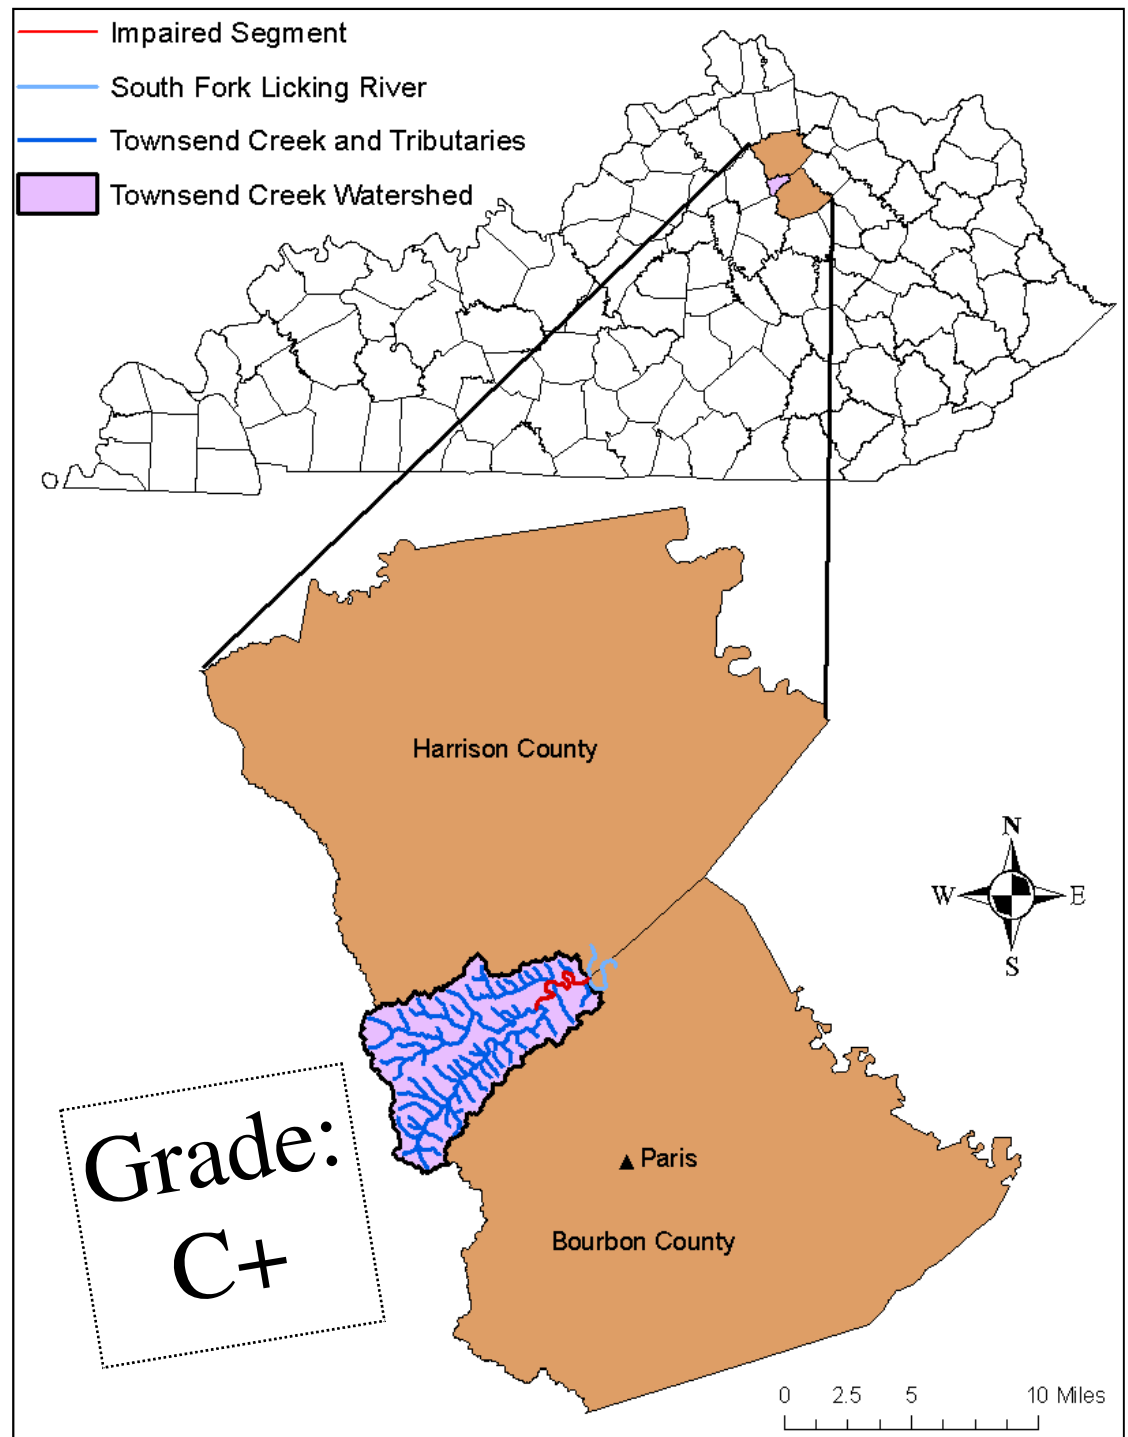 Impaired Segment
South Fork Licking River
Townsend Creek and Tributaries
Townsend Creek Watershed
Harrison County
N
W
E
S
Paris
Bourbon County
Grade:
C+
0 2.5 5 10 Miles